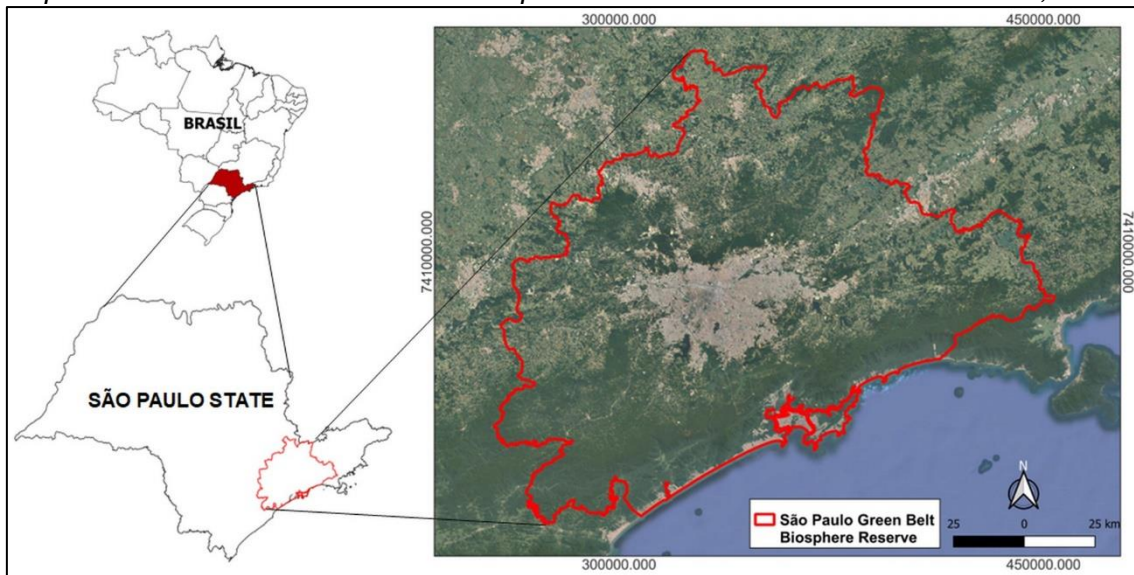 300000.000
450000.000
BRASIL
7410000.000
7410000.000
SÃO PAULO STATE
N
São Paulo Green Belt
Biosphere Reserve
25
0
25 km
300000.000
450000.000